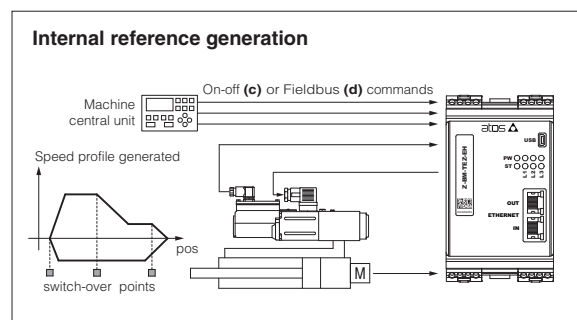 Internal reference generation
On-off (c) or Fieldbus (d) commands
Machine
central unit
atos
USB
Z-BM-TEZ-EH
PW
ST
L1 L2 L3
Speed profile generated
OUT
ETHERNET
IN
pos
M
switch-over points